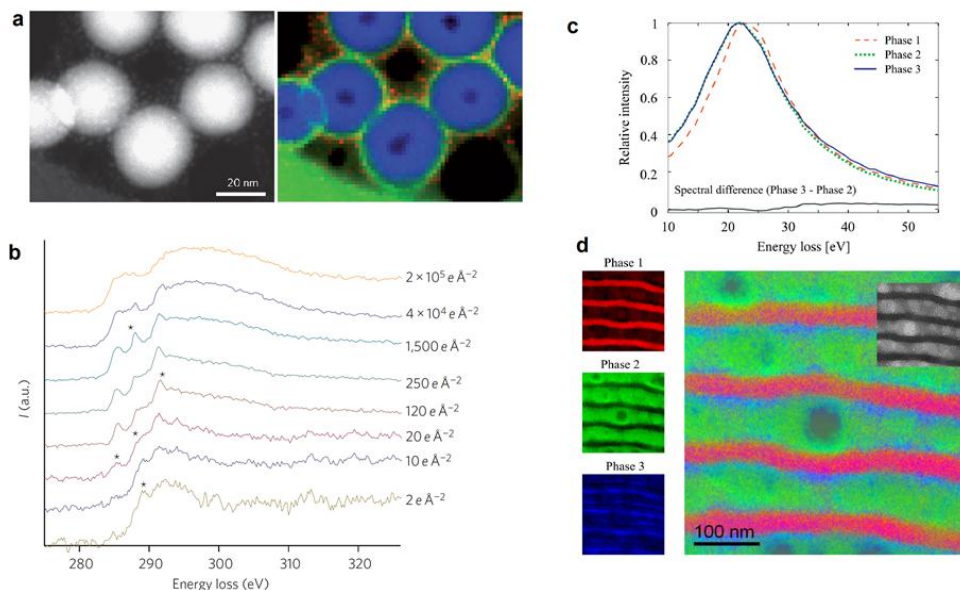 a
20 nm
b
I (a.u.)
2 × 10⁵ e Å⁻²
4 × 10⁴ e Å⁻²
1,500 e Å⁻²
250 e Å⁻²
120 e Å⁻²
20 e Å⁻²
10 e Å⁻²
2 e Å⁻²
*
*
*
*
*
280 290 300 310 320
Energy loss (eV)
c
Relative intensity
1
0.8
0.6
0.4
0.2
0
Phase 1
Phase 2
Phase 3
Spectral difference (Phase 3 - Phase 2)
10 20 30 40 50
Energy loss [eV]
d
Phase 1
Phase 2
Phase 3
100 nm